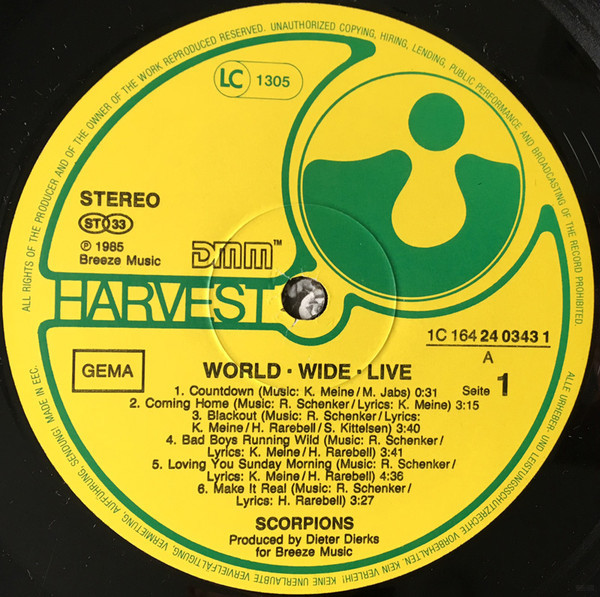 ALL RIGHTS OF THE PRODUCER AND OF THE OWNER OF THE WORK REPRODUCED RESERVED. UNAUTHORIZED COPYING, HIRING, LENDING, PUBLIC PERFORMANCE AND BROADCASTING OF THE RECORD PROHIBITED.
LC 1305
STEREO
ST 33
℗ 1985
Breeze Music
DMM™
HARVEST
1C 164 24 0343 1
A
GEMA
WORLD · WIDE · LIVE
Seite 1
1. Countdown (Music: K. Meine/M. Jabs) 0:31
2. Coming Home (Music: R. Schenker/Lyrics: K. Meine) 3:15
3. Blackout (Music: R. Schenker/Lyrics:
K. Meine/H. Rarebell/S. Kittelsen) 3:40
4. Bad Boys Running Wild (Music: R. Schenker/
Lyrics: K. Meine/H. Rarebell) 3:41
5. Loving You Sunday Morning (Music: R. Schenker/
Lyrics: K. Meine/H. Rarebell) 4:36
6. Make It Real (Music: R. Schenker/
Lyrics: H. Rarebell) 3:27
SCORPIONS
Produced by Dieter Dierks
for Breeze Music
ALLE URHEBER- UND LEISTUNGSSCHUTZRECHTE VORBEHALTEN. KEIN VERLEIH! KEINE UNERLAUBTE VERVIELFÄLTIGUNG, VERMIETUNG, AUFFÜHRUNG, SENDUNG! MADE IN EEC.